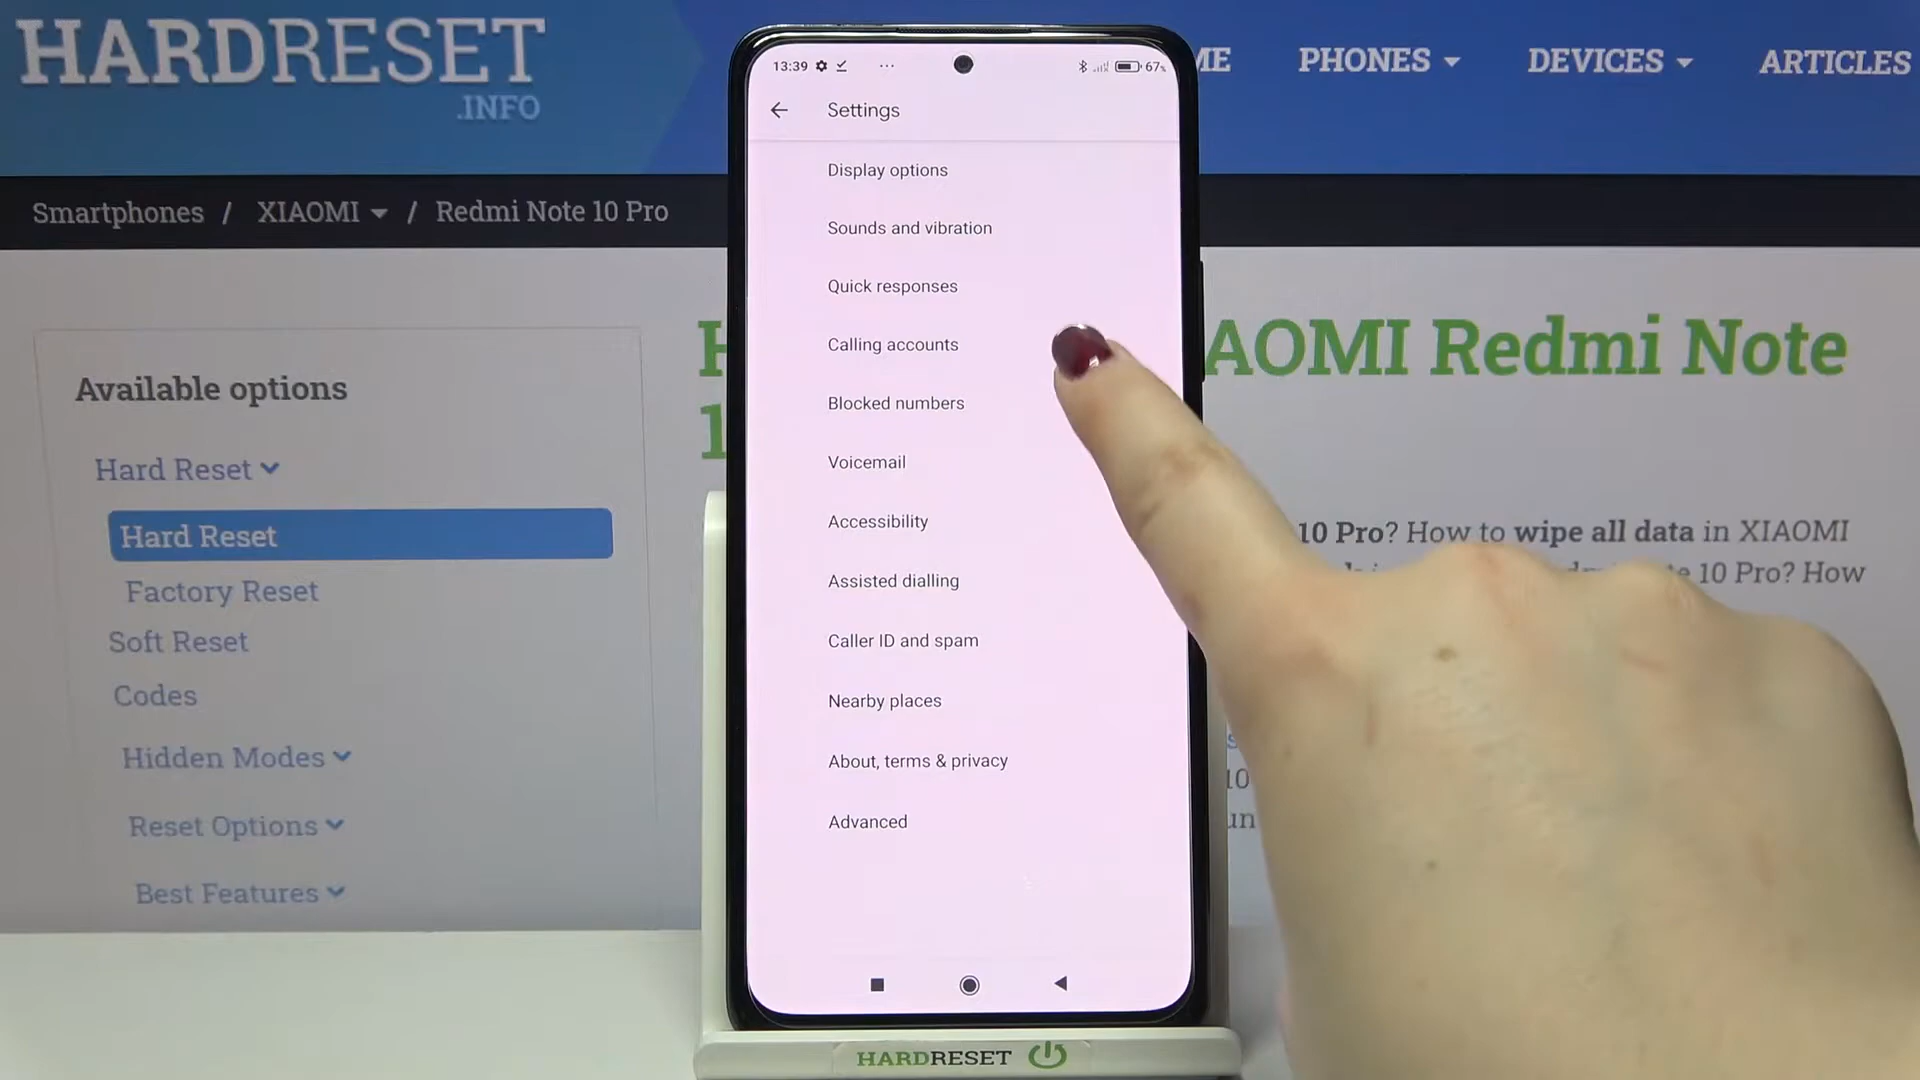 HARDRESET
.INFO
PHONES
DEVICES
ARTICLES
Smartphones / XIAOMI / Redmi Note 10 Pro
Available options
Hard Reset
Hard Reset
Factory Reset
Soft Reset
Codes
Hidden Modes
Reset Options
Best Features
13:39 ... 67%
Settings
Display options
Sounds and vibration
Quick responses
Calling accounts
Blocked numbers
Voicemail
Accessibility
Assisted dialling
Caller ID and spam
Nearby places
About, terms & privacy
Advanced
Redmi Note
10 Pro? How to wipe all data in XIAOMI
10 Pro? How
HARDRESET